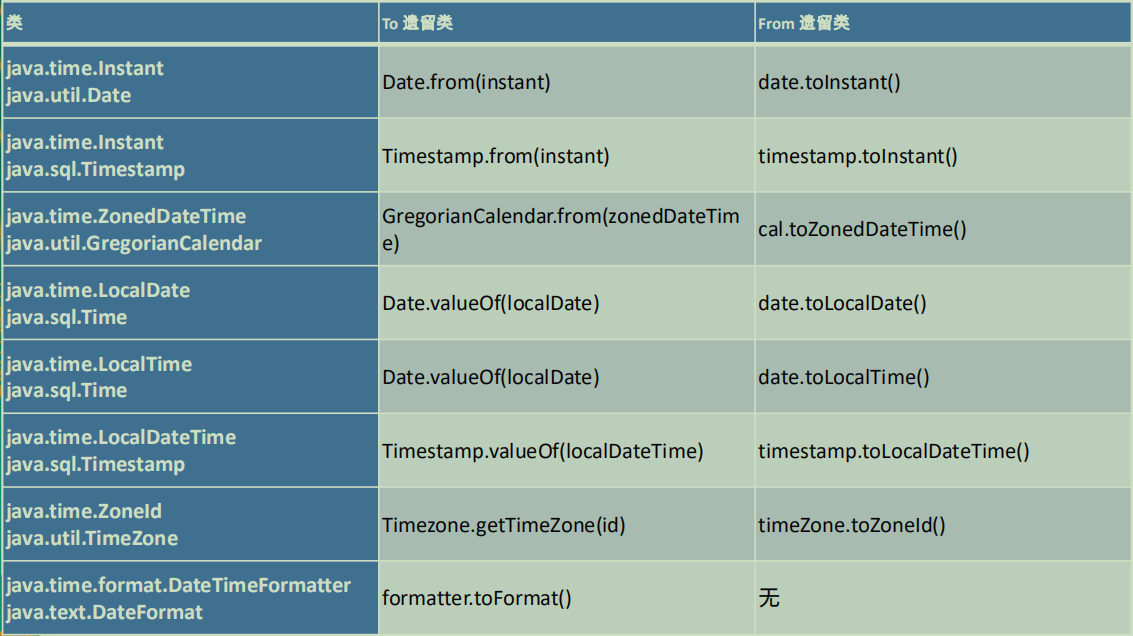 类 To 遗留类 From 遗留类
java.time.Instant
java.util.Date
Date.from(instant)
date.toInstant()
java.time.Instant
java.sql.Timestamp
Timestamp.from(instant)
timestamp.toInstant()
java.time.ZonedDateTime
java.util.GregorianCalendar
GregorianCalendar.from(zonedDateTim
e)
cal.toZonedDateTime()
java.time.LocalDate
java.sql.Time
Date.valueOf(localDate)
date.toLocalDate()
java.time.LocalTime
java.sql.Time
Date.valueOf(localDate)
date.toLocalTime()
java.time.LocalDateTime
java.sql.Timestamp
Timestamp.valueOf(localDateTime)
timestamp.toLocalDateTime()
java.time.ZoneId
java.util.TimeZone
Timezone.getTimeZone(id)
timeZone.toZoneId()
java.time.format.DateTimeFormatter
java.text.DateFormat
formatter.toFormat()
无